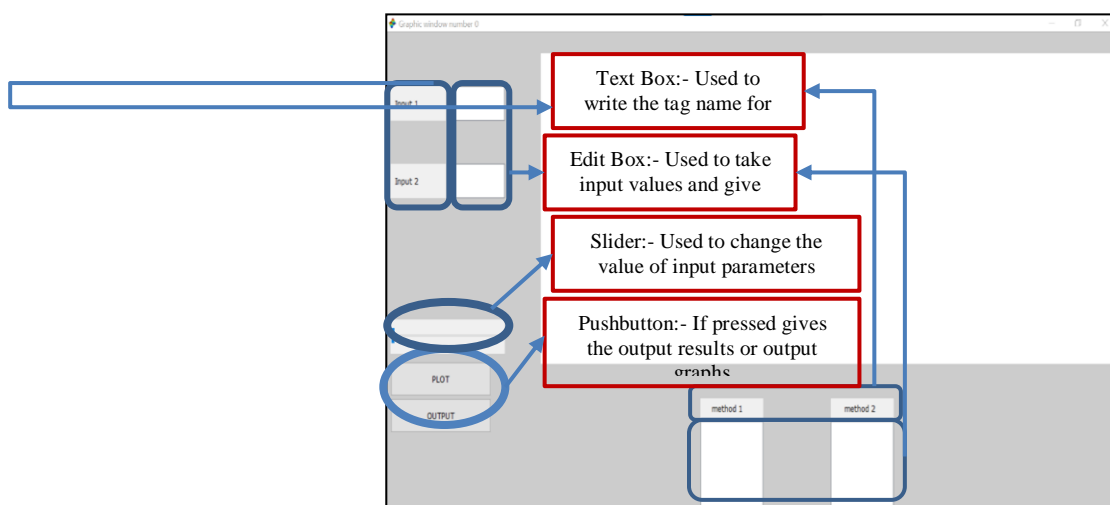 Graphic window number 0
Text Box:- Used to
write the tag name for
Input 1
Edit Box:- Used to take
input values and give
Input 2
Slider:- Used to change the
value of input parameters
Pushbutton:- If pressed gives
the output results or output
graphs
PLOT
OUTPUT
method 1
method 2